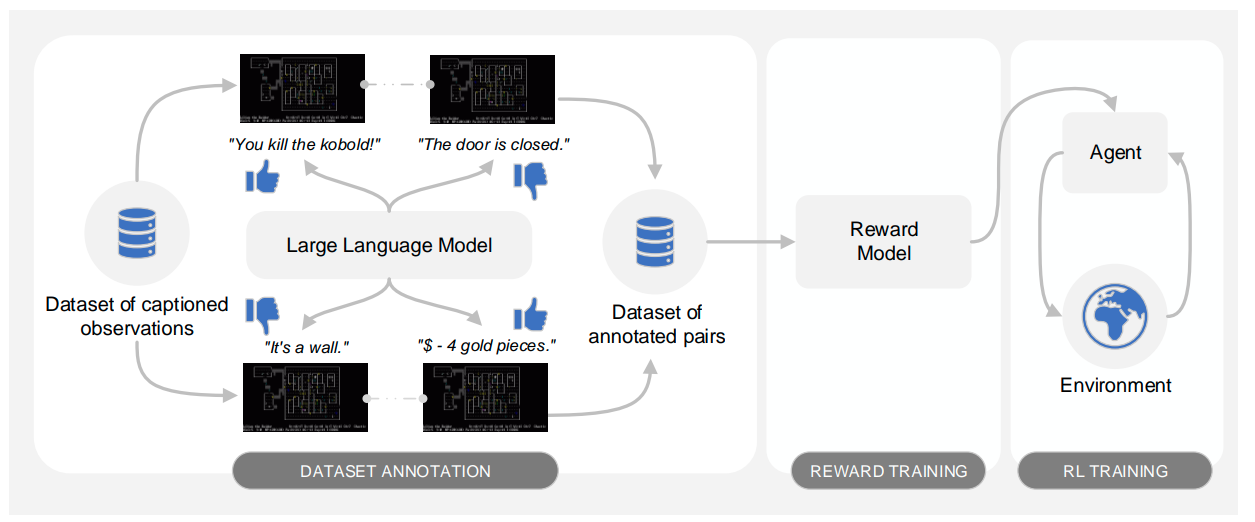 "You kill the kobold!"
"The door is closed."
Large Language Model
Dataset of captioned
observations
"It's a wall."
"$ - 4 gold pieces."
Dataset of
annotated pairs
DATASET ANNOTATION
Reward
Model
REWARD TRAINING
Agent
Environment
RL TRAINING